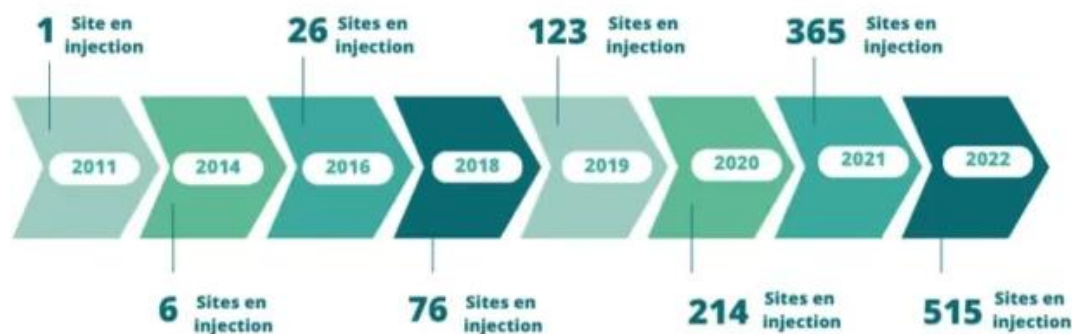 1 Site en
injection
26 Sites en
injection
123 Sites en
injection
365 Sites en
injection
2011
2014
2016
2018
2019
2020
2021
2022
6 Sites en
injection
76 Sites en
injection
214 Sites en
injection
515 Sites en
injection